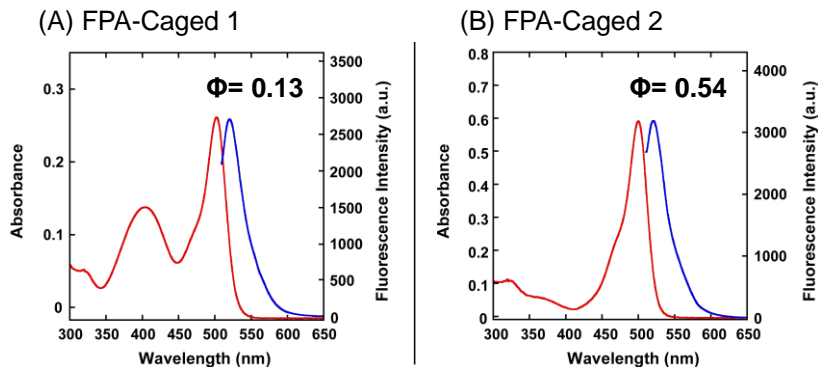 (A) FPA-Caged 1
Φ= 0.13
Absorbance
0.3
0.2
0.1
0
3500
3000
2500
2000
1500
1000
500
0
Fluorescence Intensity (a.u.)
300 350 400 450 500 550 600 650
Wavelength (nm)
(B) FPA-Caged 2
Φ= 0.54
Absorbance
0.8
0.7
0.6
0.5
0.4
0.3
0.2
0.1
0
4000
3000
2000
1000
0
Fluorescence Intensity (a.u.)
300 350 400 450 500 550 600 650
Wavelength (nm)